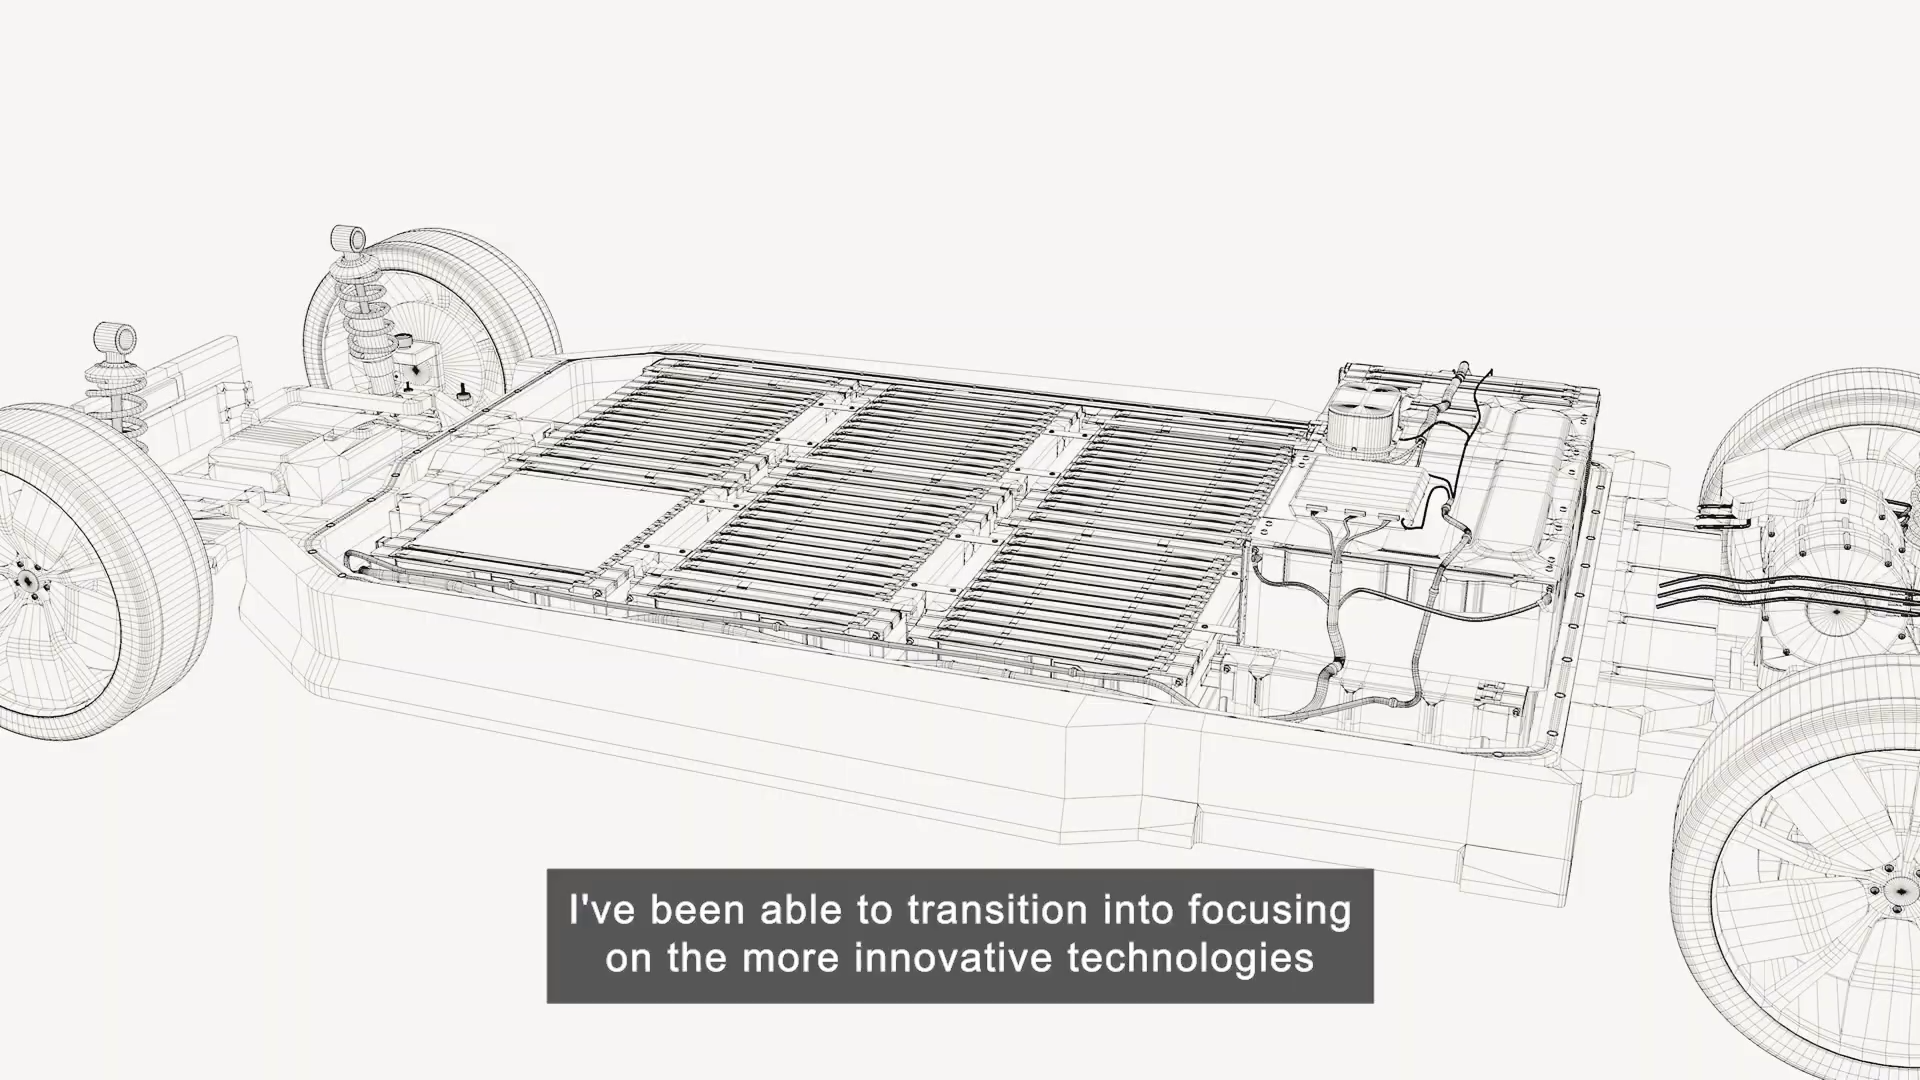 I've been able to transition into focusing
on the more innovative technologies